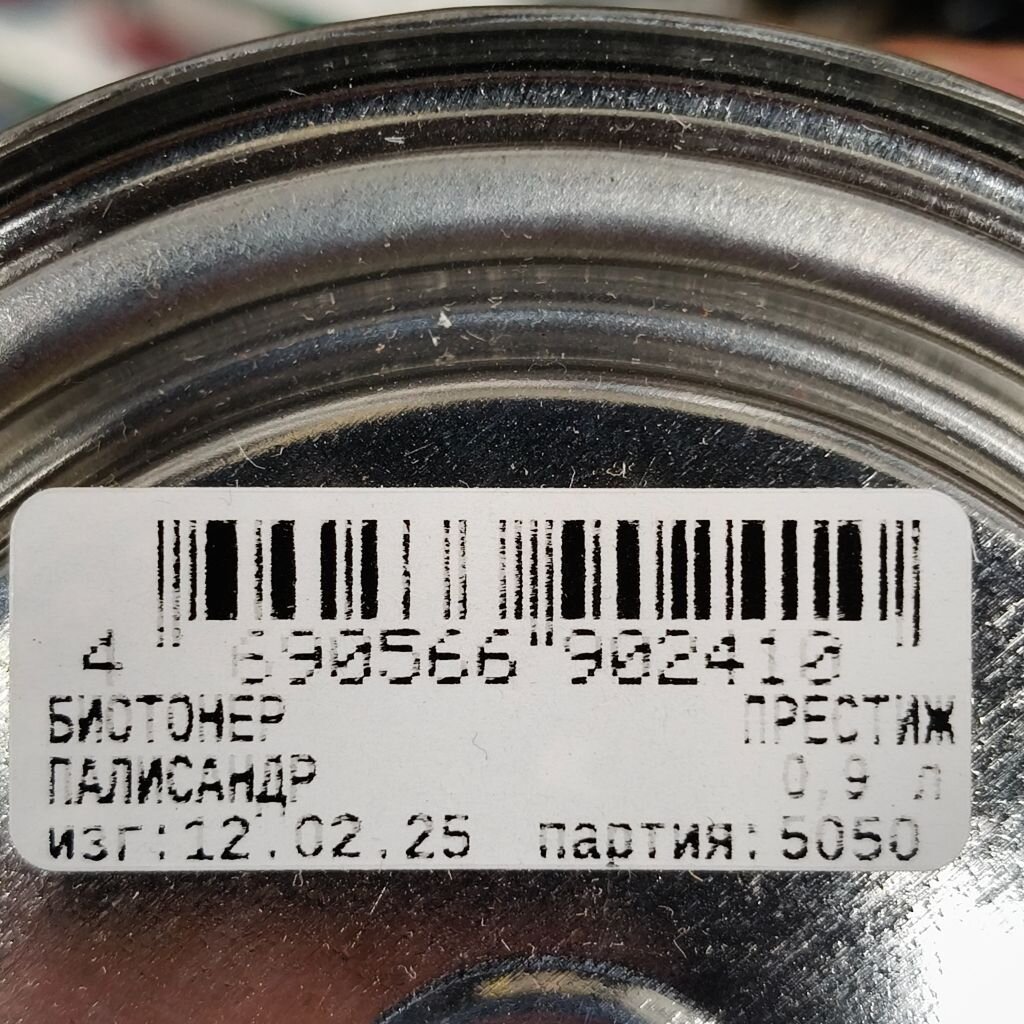 4 690566 902410
БИОТОНЕР ПРЕСТИЖ
ПАЛИСАНДР 0,9 л
изг:12.02.25 партия:5050